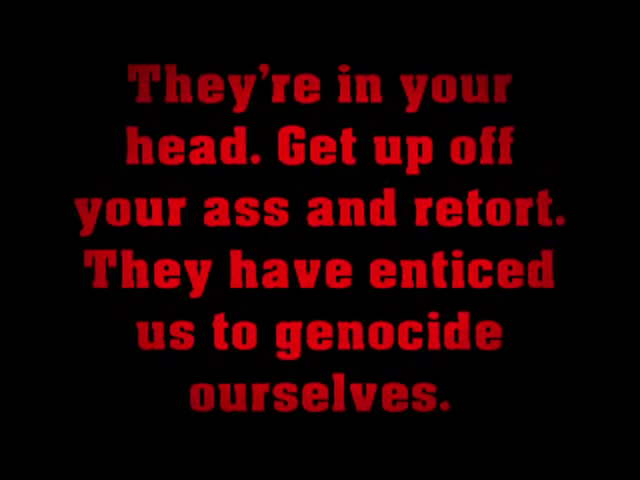 They’re in your
head. Get up off
your ass and retort.
They have enticed
us to genocide
ourselves.